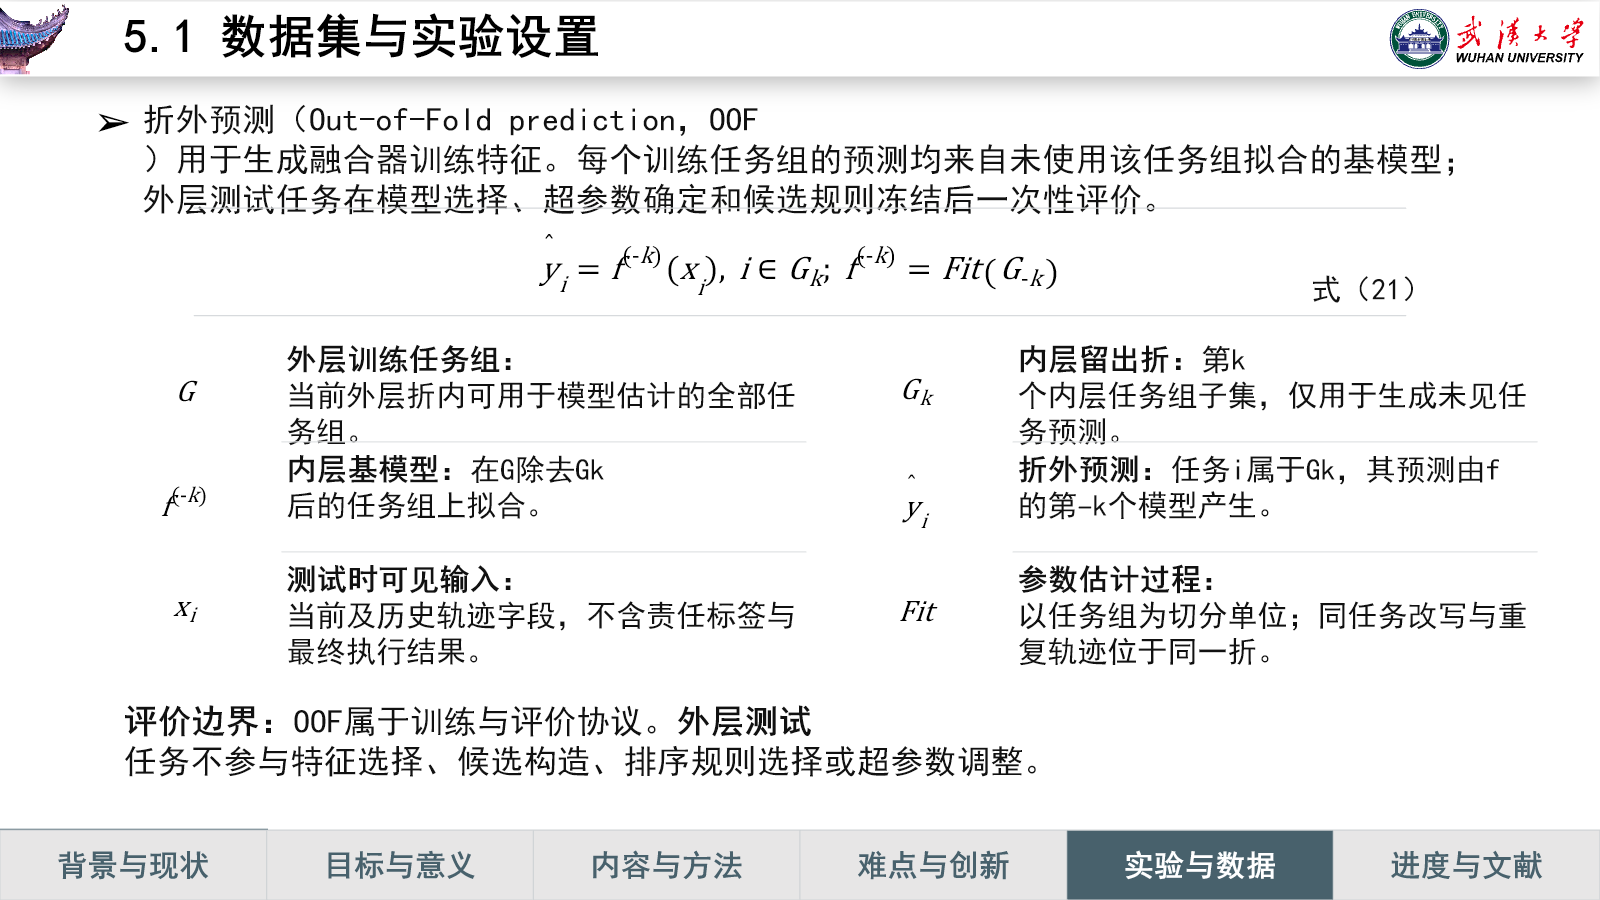 5.1 数据集与实验设置
武汉大学
WUHAN UNIVERSITY
➢ 折外预测（Out-of-Fold prediction，OOF
）用于生成融合器训练特征。每个训练任务组的预测均来自未使用该任务组拟合的基模型；
外层测试任务在模型选择、超参数确定和候选规则冻结后一次性评价。
ŷ_i = f^(-k)(x_i), i ∈ G_k; f^(-k) = Fit(G_-k)
式（21）
G
外层训练任务组：
当前外层折内可用于模型估计的全部任
务组。
G_k
内层留出折：第k
个内层任务组子集，仅用于生成未见任
务预测。
f^(-k)
内层基模型：在G除去Gk
后的任务组上拟合。
ŷ_i
折外预测：任务i属于Gk，其预测由f
的第-k个模型产生。
x_i
测试时可见输入：
当前及历史轨迹字段，不含责任标签与
最终执行结果。
Fit
参数估计过程：
以任务组为切分单位；同任务改写与重
复轨迹位于同一折。
评价边界：OOF属于训练与评价协议。外层测试
任务不参与特征选择、候选构造、排序规则选择或超参数调整。
背景与现状
目标与意义
内容与方法
难点与创新
实验与数据
进度与文献